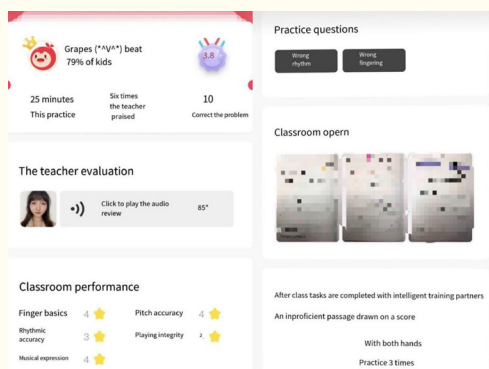 Grapes (*^V^*) beat
79% of kids
3.8
25 minutes
This practice
Six times
the teacher
praised
10
Correct the problem
The teacher evaluation
Click to play the audio
review
85"
Classroom performance
Finger basics 4
Pitch accuracy 4
Rhythmic
accuracy 3
Playing integrity 2
Musical expression 4
Practice questions
Wrong
rhythm
Wrong
fingering
Classroom opern
After class tasks are completed with intelligent training partners
An inproficient passage drawn on a score
With both hands
Practice 3 times